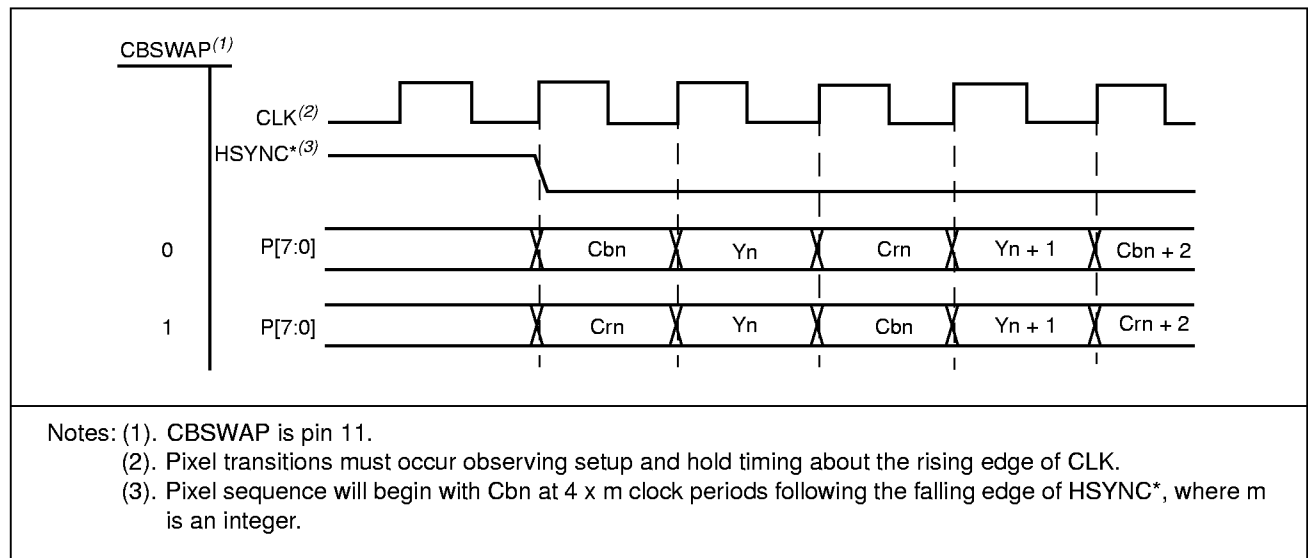 CBSWAP(1)
CLK(2)
HSYNC*(3)
0 P[7:0] Cbn Yn Crn Yn + 1 Cbn + 2
1 P[7:0] Crn Yn Cbn Yn + 1 Crn + 2
Notes: (1). CBSWAP is pin 11.
(2). Pixel transitions must occur observing setup and hold timing about the rising edge of CLK.
(3). Pixel sequence will begin with Cbn at 4 x m clock periods following the falling edge of HSYNC*, where m
is an integer.